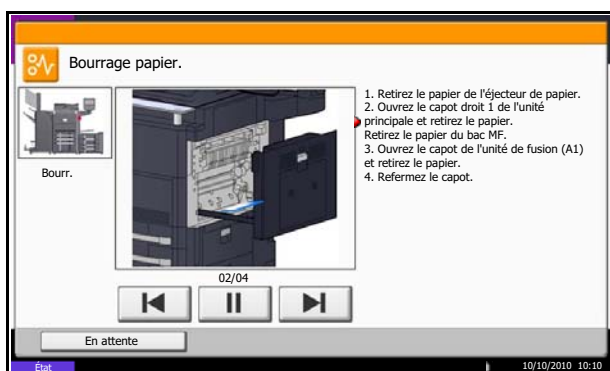 Bourrage papier.
Bourr.
02/04
1. Retirez le papier de l'éjecteur de papier.
2. Ouvrez le capot droit 1 de l'unité
principale et retirez le papier.
Retirez le papier du bac MF.
3. Ouvrez le capot de l'unité de fusion (A1)
et retirez le papier.
4. Refermez le capot.
En attente
État
10/10/2010 10:10